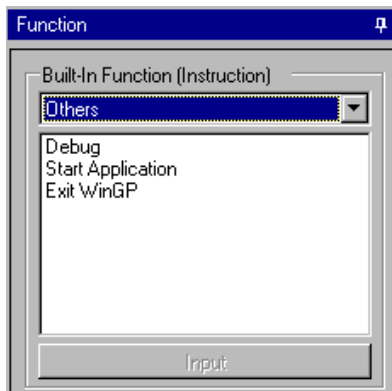 Function
Built-In Function (Instruction)
Others
Debug
Start Application
Exit WinGP
Input